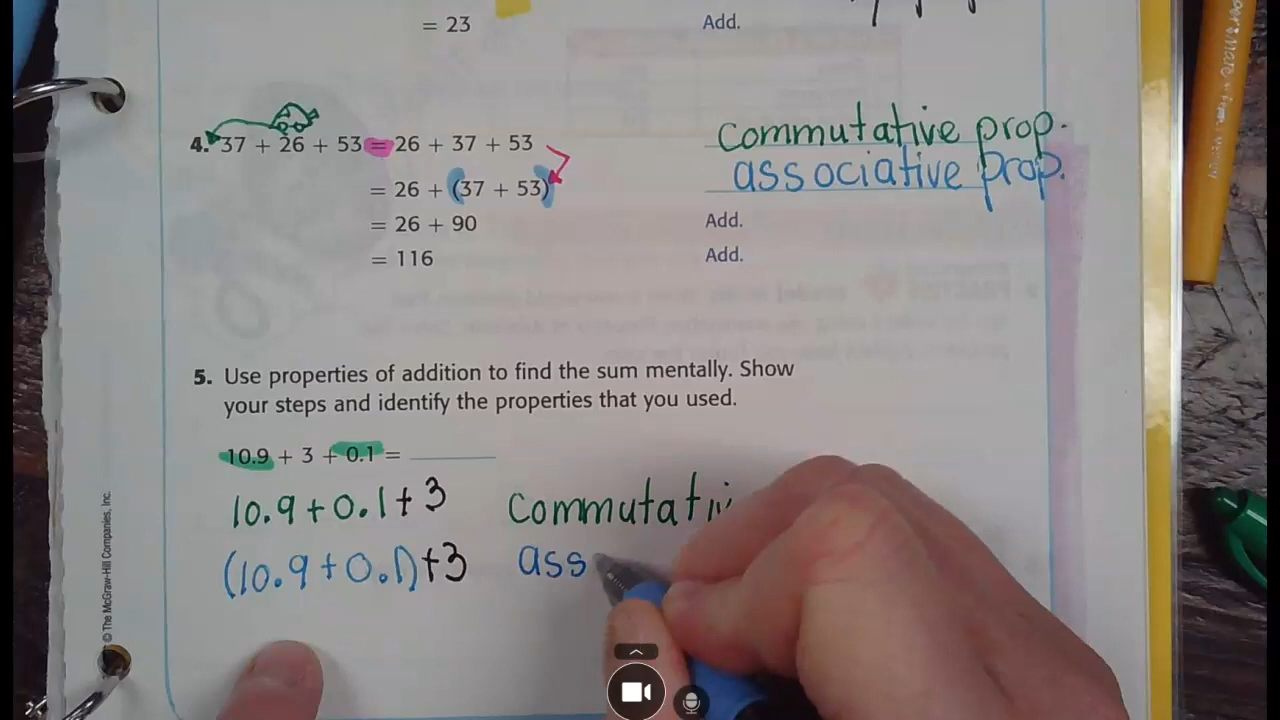 = 23 Add.
4. 37 + 26 + 53 = 26 + 37 + 53 commutative prop.
= 26 + (37 + 53) associative prop.
= 26 + 90 Add.
= 116 Add.
5. Use properties of addition to find the sum mentally. Show
your steps and identify the properties that you used.
10.9 + 3 + 0.1 =
10.9 + 0.1 + 3 commutativ
(10.9 + 0.1) + 3 ass
© The McGraw-Hill Companies, Inc.